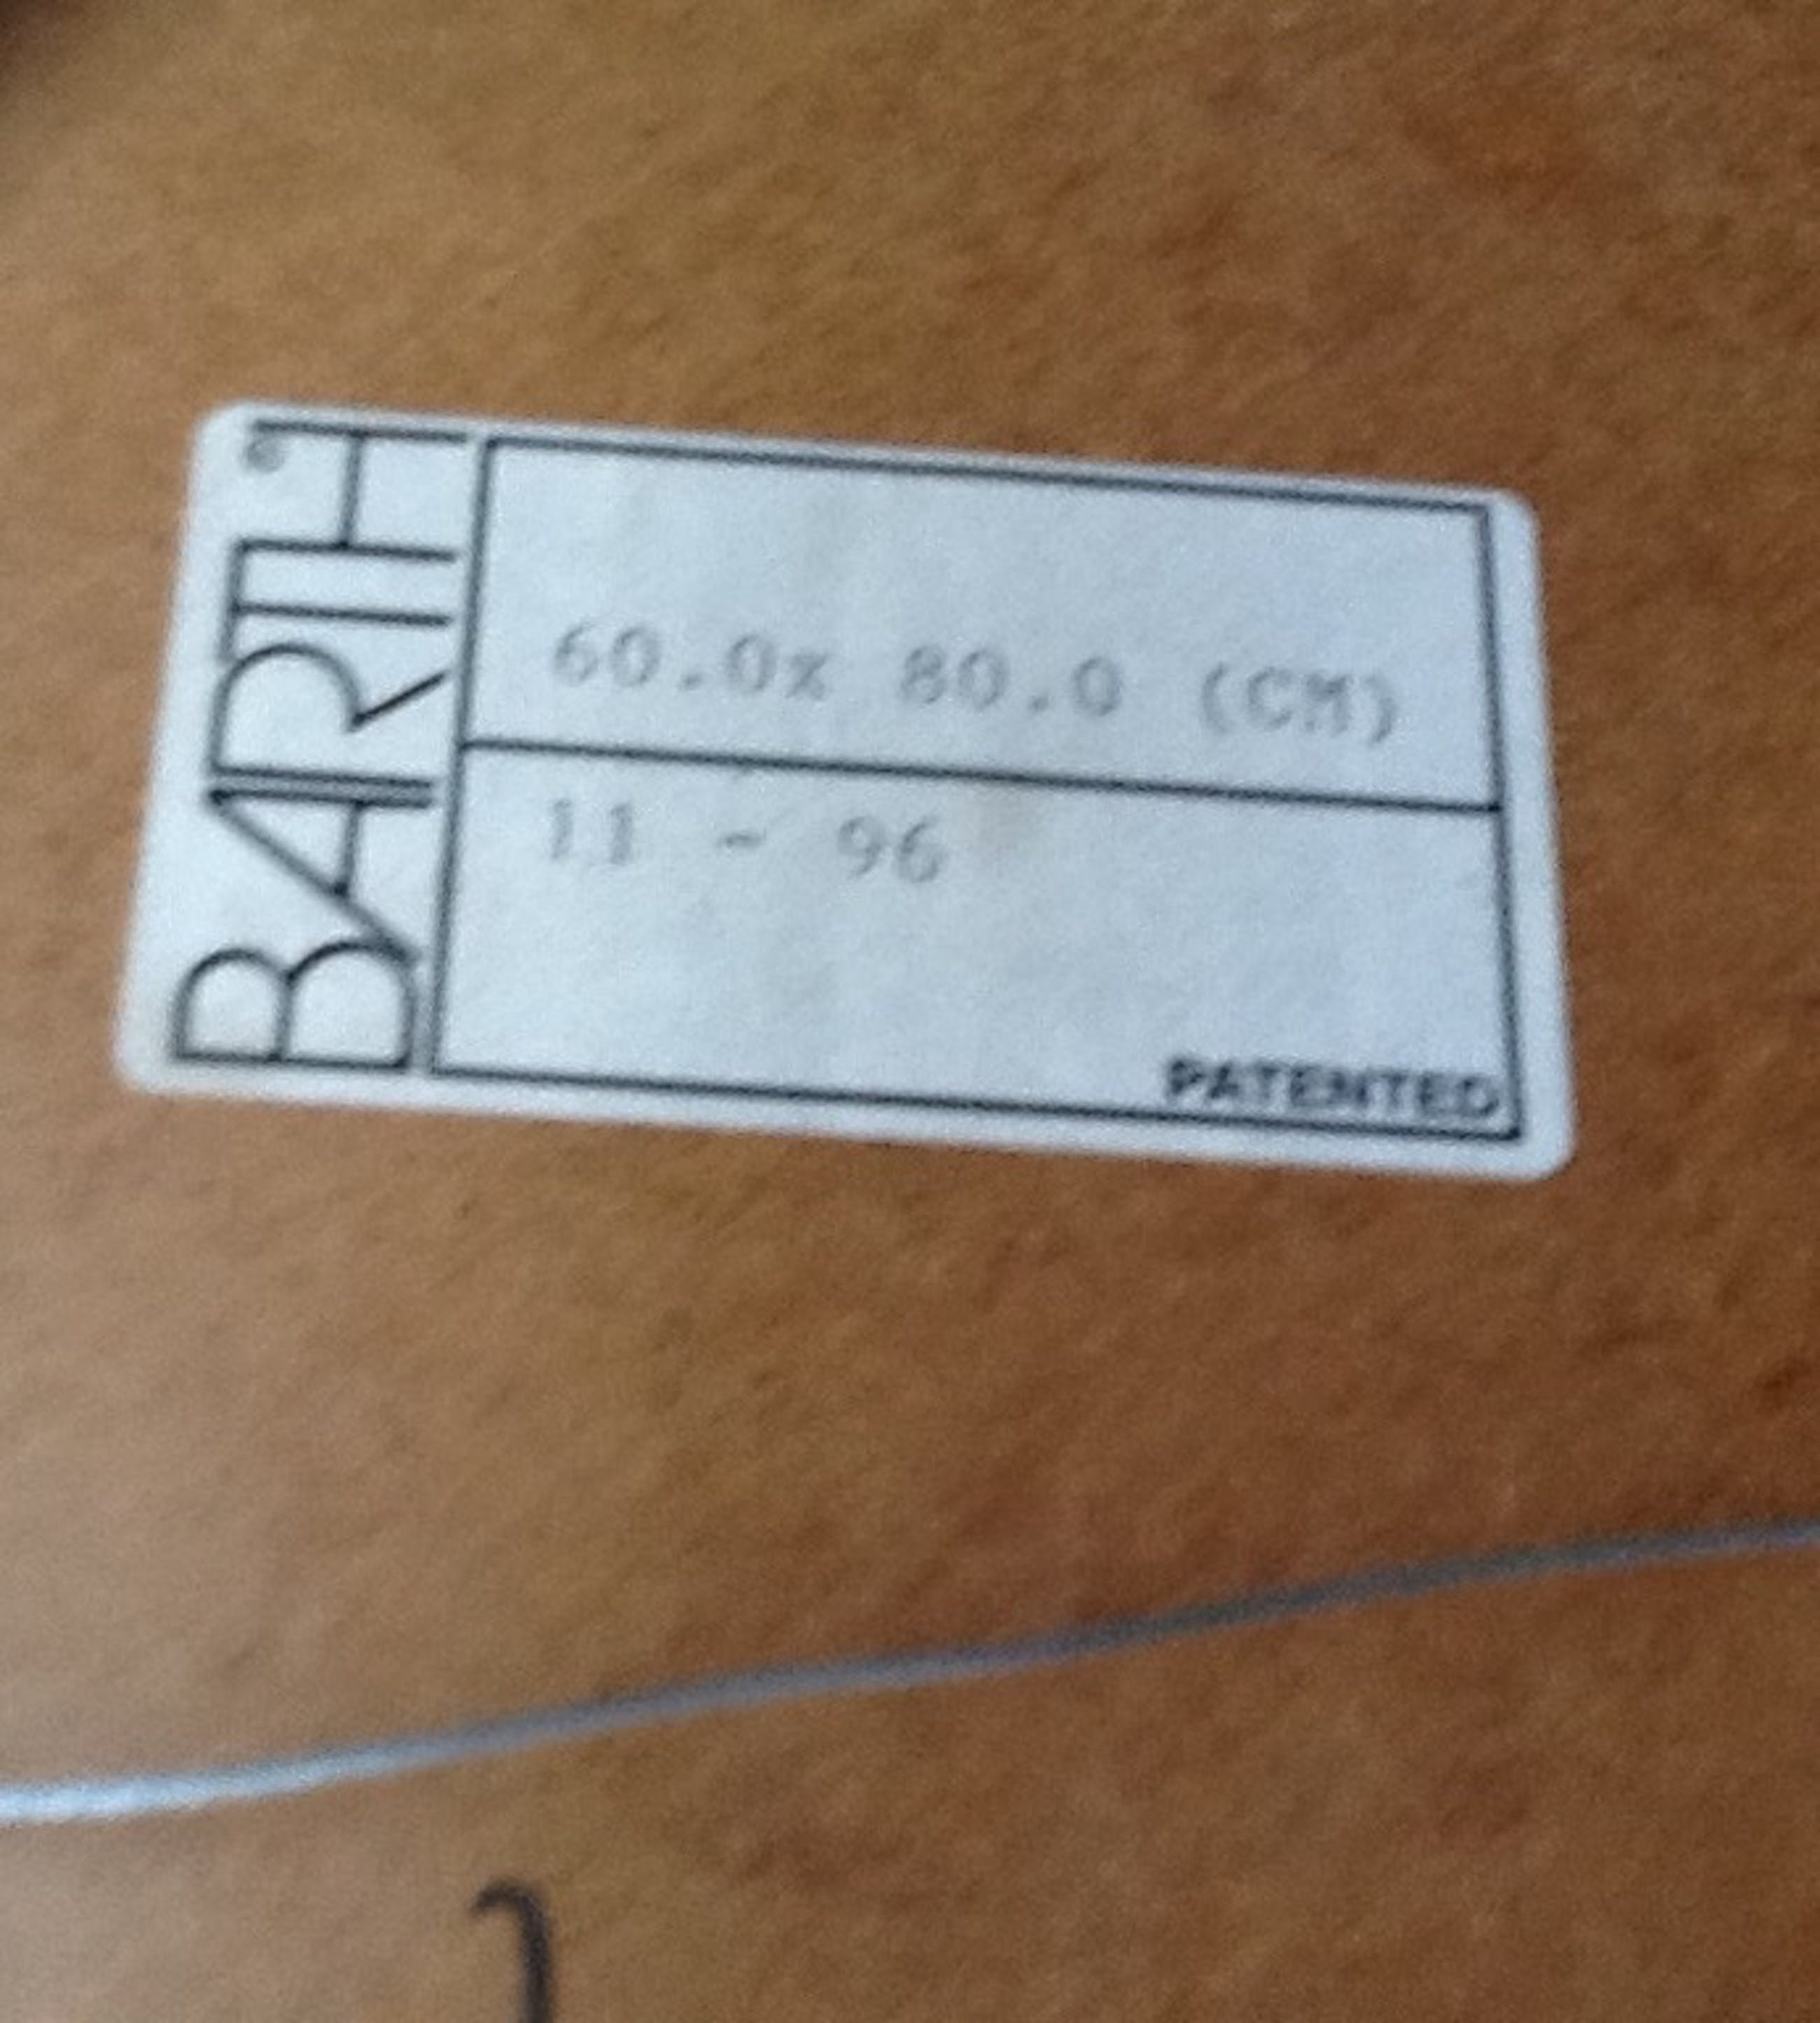 BARTH®
60.0x 80.0 (CM)
11 - 96
PATENTED